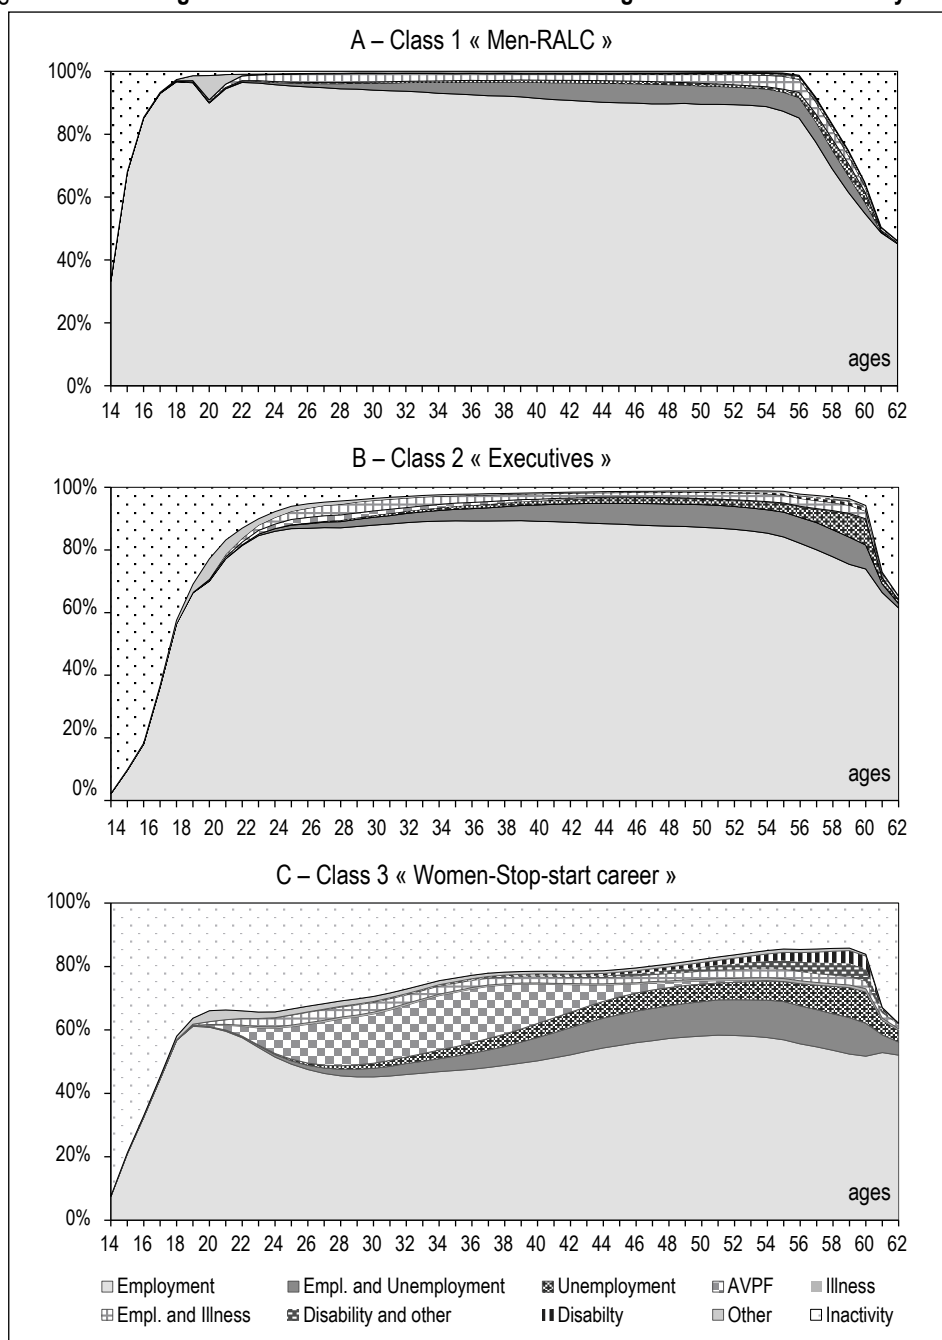 A – Class 1 « Men-RALC »
100%
80%
60%
40%
20%
0%
ages
14 16 18 20 22 24 26 28 30 32 34 36 38 40 42 44 46 48 50 52 54 56 58 60 62
B – Class 2 « Executives »
100%
80%
60%
40%
20%
0%
ages
14 16 18 20 22 24 26 28 30 32 34 36 38 40 42 44 46 48 50 52 54 56 58 60 62
C – Class 3 « Women-Stop-start career »
100%
80%
60%
40%
20%
0%
ages
14 16 18 20 22 24 26 28 30 32 34 36 38 40 42 44 46 48 50 52 54 56 58 60 62
Employment Empl. and Unemployment Unemployment AVPF Illness
Empl. and Illness Disability and other Disabilty Other Inactivity